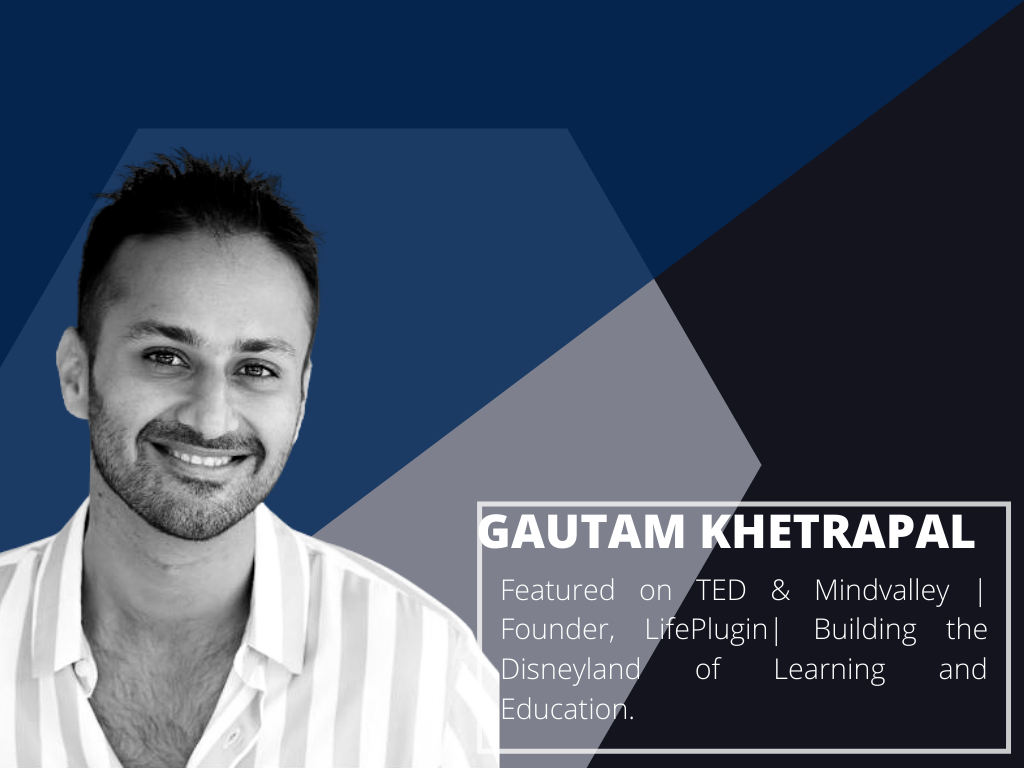 GAUTAM KHETRAPAL
Featured on TED & Mindvalley |
Founder, LifePlugin| Building the
Disneyland of Learning and
Education.